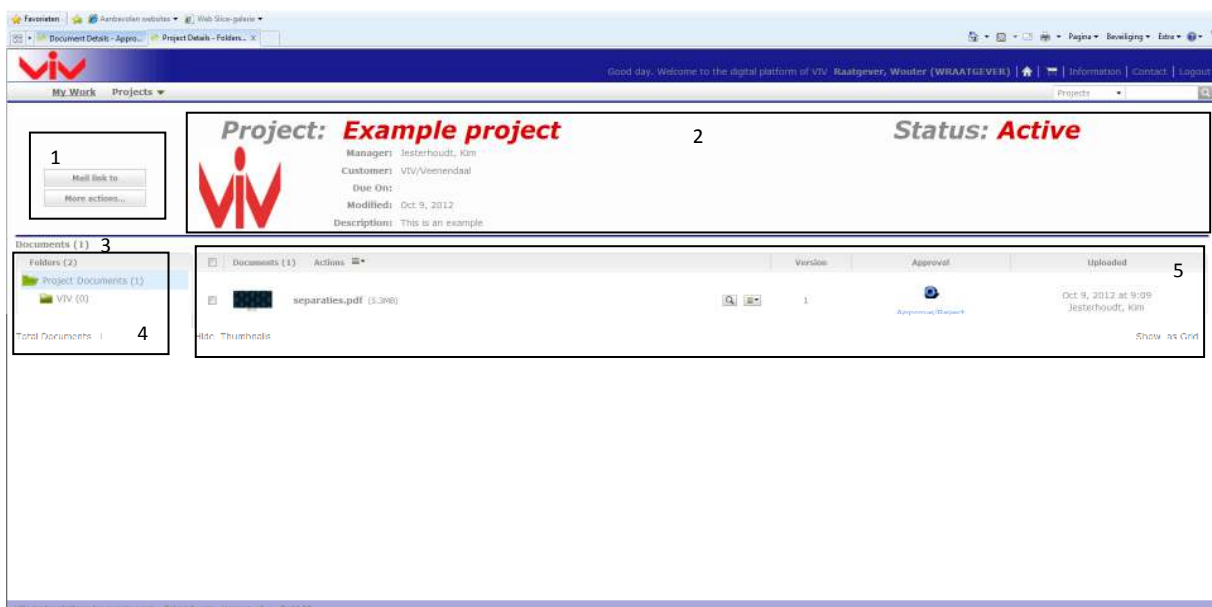 Favorieten Aanbevolen websites Web Slice-galerie
Document Details - Appro... Project Details - Folders... X Pagina Beveiliging Extra
viv
Good day. Welcome to the digital platform of VIV Raatgever, Wouter (WRAATGEVER) | | | Information | Contact | Logout
My Work Projects Projects
1
Mail link to
More actions...
2
Project: Example project Status: Active
VIV
Manager: Jesterhoudt, Kim
Customer: VIV/Veenendaal
Due On:
Modified: Oct 9, 2012
Description: This is an example
Documents (1) 3
Folders (2) Documents (1) Actions Version Approval Uploaded
5
Project Documents (1)
VIV (0)
separaties.pdf (5.3MB) 1 Approve/Reject Oct 9, 2012 at 9:09
Jesterhoudt, Kim
Total Documents 1 4 Hide Thumbnails Show as Grid